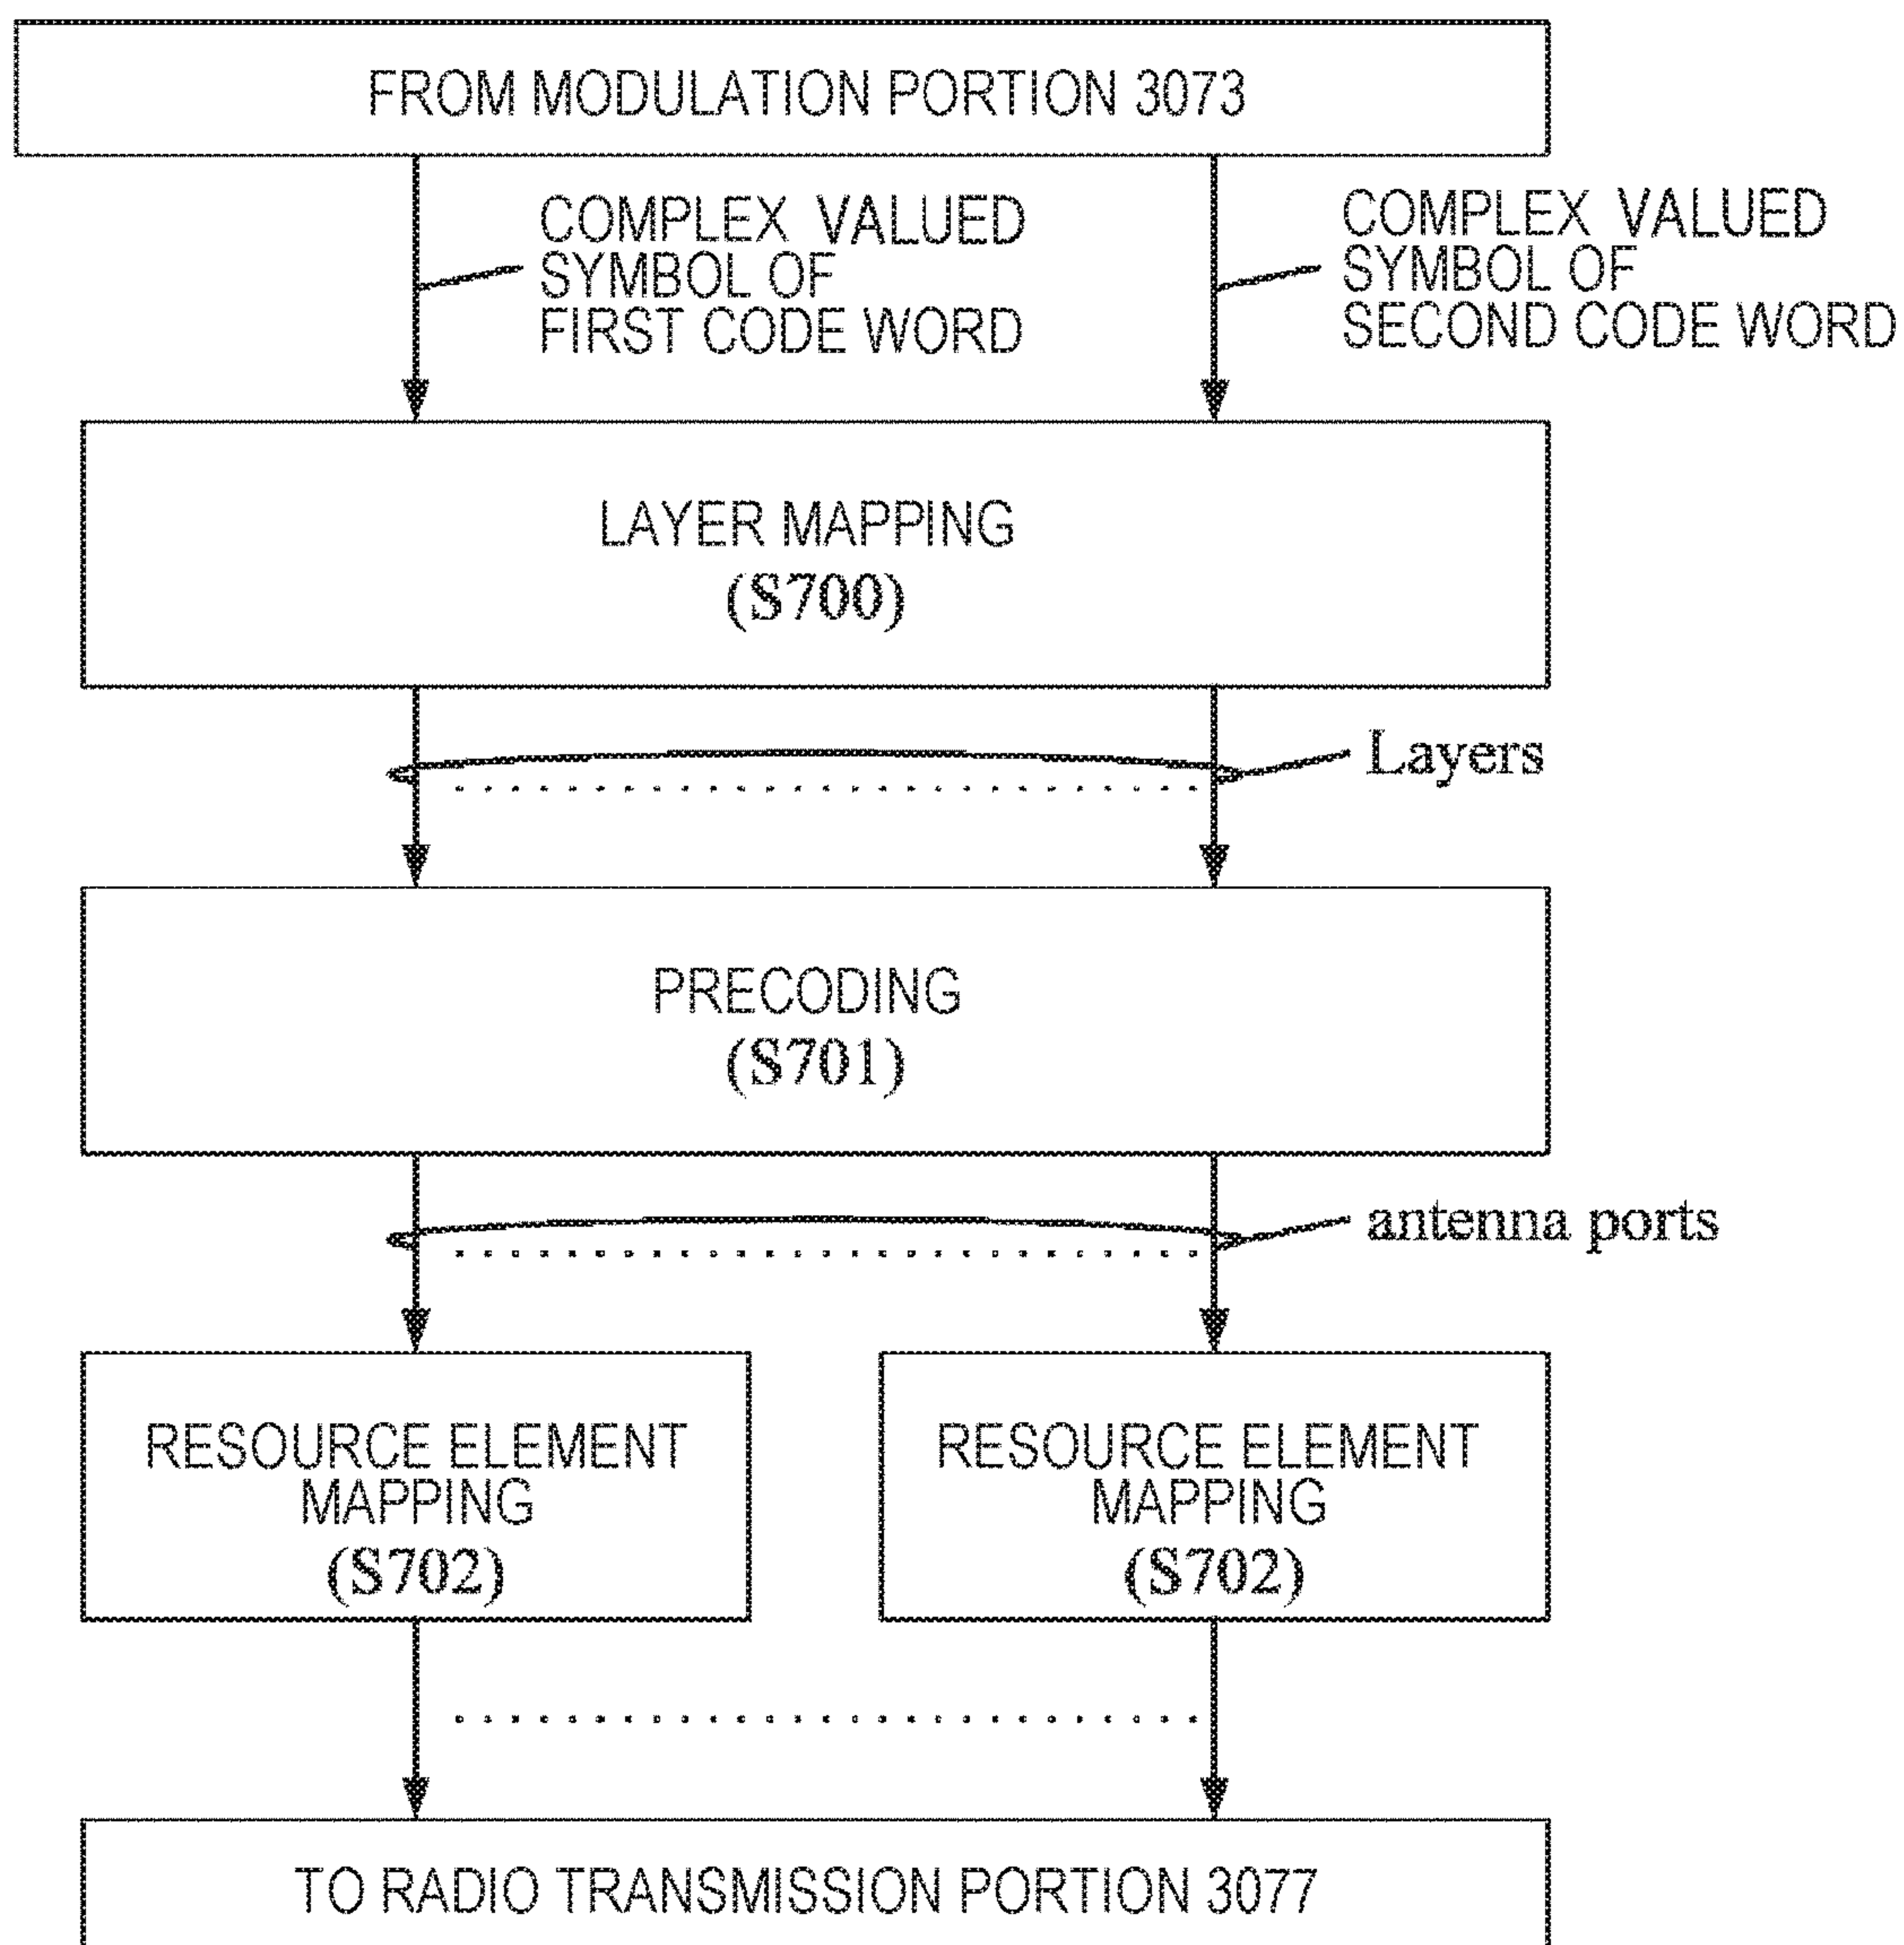 FROM MODULATION PORTION 3073
COMPLEX VALUED
SYMBOL OF
FIRST CODE WORD
COMPLEX VALUED
SYMBOL OF
SECOND CODE WORD
LAYER MAPPING
(S700)
Layers
PRECODING
(S701)
antenna ports
RESOURCE ELEMENT
MAPPING
(S702)
RESOURCE ELEMENT
MAPPING
(S702)
TO RADIO TRANSMISSION PORTION 3077